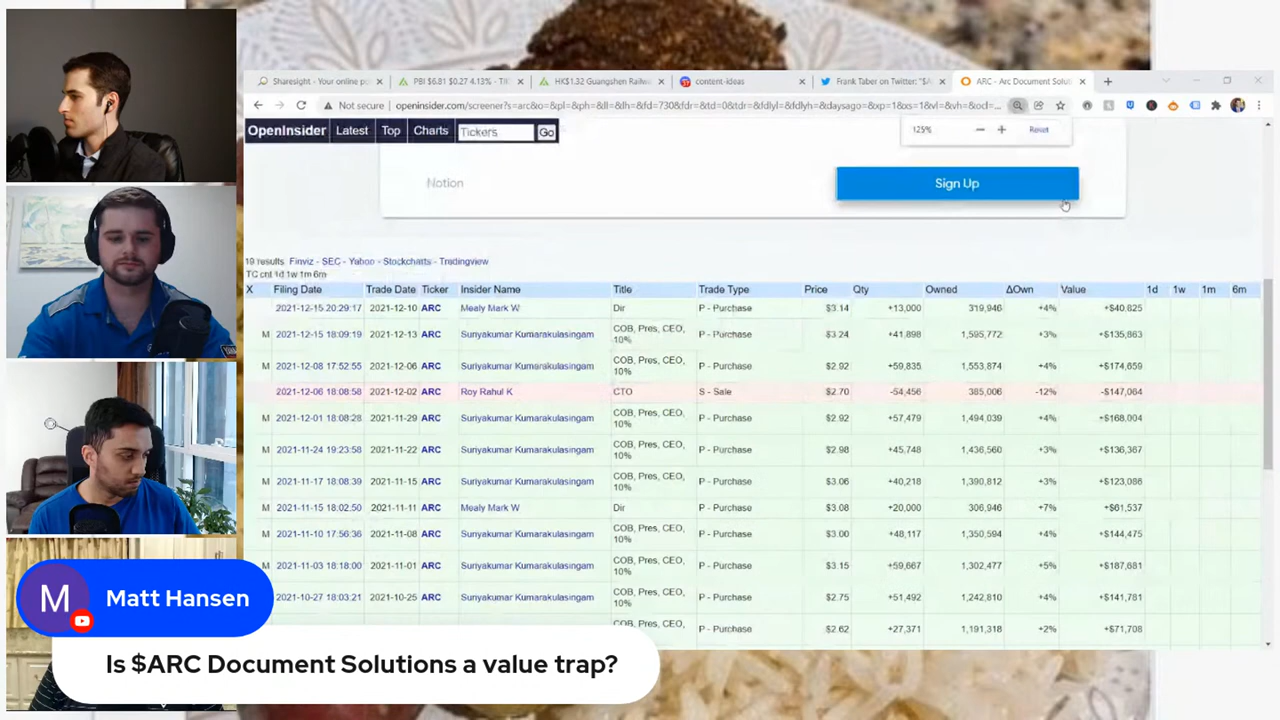 Sharesight - Your online po
PBI $6.81 $0.27 4.13% - TI
HK$1.32 Guangshen Railw
content-ideas
Frank Taber on Twitter: "$A
ARC - Arc Document Soluti
Not secure openinsider.com/screener?s=arc&o=&pl=&ph=&ll=&lh=&fd=730&fdr=&td=0&tdr=&fdlyl=&fdlyh=&daysago=&xp=1&xs=1&vl=&vh=&oc...
OpenInsider Latest Top Charts Tickers Go
125% Reset
Notion Sign Up
19 results Finviz - SEC - Yahoo - Stockcharts - Tradingview
TC cnt 1d 1w 1m 6m
X Filing Date Trade Date Ticker Insider Name Title Trade Type Price Qty Owned ΔOwn Value 1d 1w 1m 6m
2021-12-15 20:29:17 2021-12-10 ARC Mealy Mark W Dir P - Purchase $3.14 +13,000 319,946 +4% +$40,825
M 2021-12-15 18:09:19 2021-12-13 ARC Suriyakumar Kumarakulasingam COB, Pres, CEO, 10% P - Purchase $3.24 +41,898 1,595,772 +3% +$135,863
M 2021-12-08 17:52:55 2021-12-06 ARC Suriyakumar Kumarakulasingam COB, Pres, CEO, 10% P - Purchase $2.92 +59,835 1,553,874 +4% +$174,659
2021-12-06 18:08:58 2021-12-02 ARC Roy Rahul K CTO S - Sale $2.70 -54,456 385,006 -12% -$147,064
M 2021-12-01 18:08:28 2021-11-29 ARC Suriyakumar Kumarakulasingam COB, Pres, CEO, 10% P - Purchase $2.92 +57,479 1,494,039 +4% +$168,004
M 2021-11-24 19:23:58 2021-11-22 ARC Suriyakumar Kumarakulasingam COB, Pres, CEO, 10% P - Purchase $2.98 +45,748 1,436,560 +3% +$136,367
M 2021-11-17 18:08:39 2021-11-15 ARC Suriyakumar Kumarakulasingam COB, Pres, CEO, 10% P - Purchase $3.06 +40,218 1,390,812 +3% +$123,086
2021-11-15 18:02:50 2021-11-11 ARC Mealy Mark W Dir P - Purchase $3.08 +20,000 306,946 +7% +$61,537
M 2021-11-10 17:56:36 2021-11-08 ARC Suriyakumar Kumarakulasingam COB, Pres, CEO, 10% P - Purchase $3.00 +48,117 1,350,594 +4% +$144,475
M 2021-11-03 18:18:00 2021-11-01 ARC Suriyakumar Kumarakulasingam COB, Pres, CEO, 10% P - Purchase $3.15 +59,667 1,302,477 +5% +$187,681
M 2021-10-27 18:03:21 2021-10-25 ARC Suriyakumar Kumarakulasingam COB, Pres, CEO, 10% P - Purchase $2.75 +51,492 1,242,810 +4% +$141,781
COB, Pres, CEO, 10% P - Purchase $2.62 +27,371 1,191,318 +2% +$71,708
M Matt Hansen
Is $ARC Document Solutions a value trap?